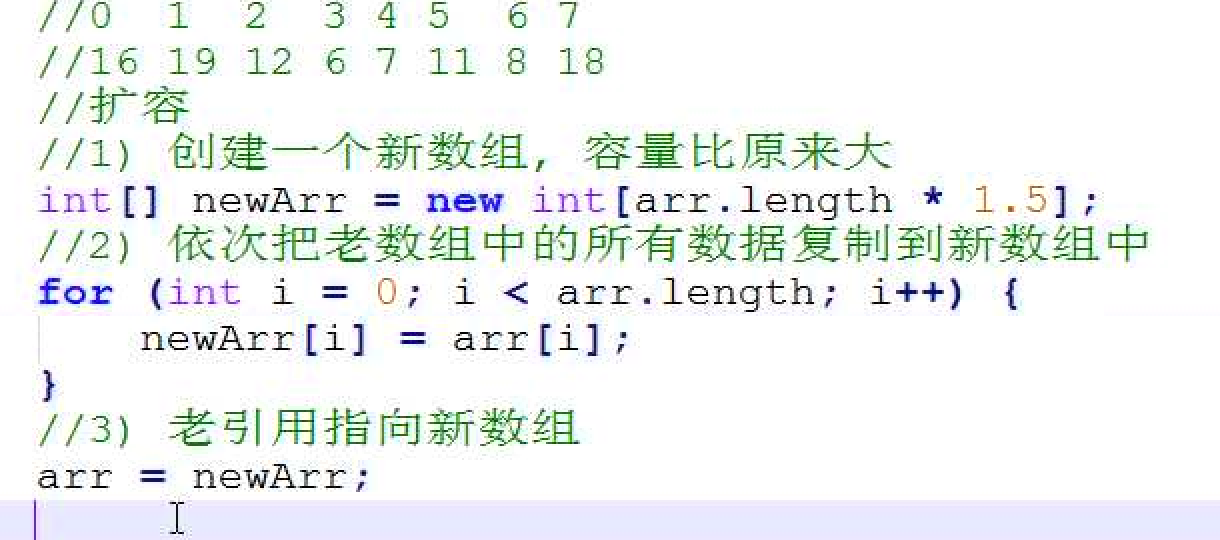 //0  1  2  3 4 5  6 7
//16 19 12 6 7 11 8 18
//扩容
//1) 创建一个新数组, 容量比原来大
int[] newArr = new int[arr.length * 1.5];
//2) 依次把老数组中的所有数据复制到新数组中
for (int i = 0; i < arr.length; i++) {
    newArr[i] = arr[i];
}
//3) 老引用指向新数组
arr = newArr;